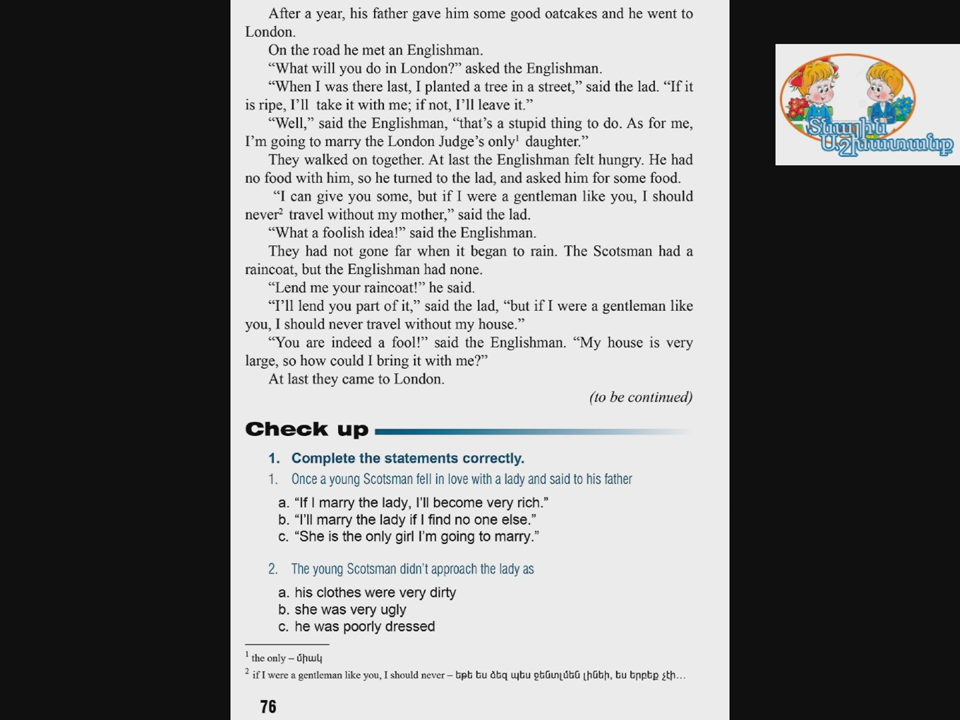 After a year, his father gave him some good oatcakes and he went to
London.
On the road he met an Englishman.
“What will you do in London?” asked the Englishman.
“When I was there last, I planted a tree in a street,” said the lad. “If it
is ripe, I’ll take it with me; if not, I’ll leave it.”
“Well,” said the Englishman, “that’s a stupid thing to do. As for me,
I’m going to marry the London Judge’s only¹ daughter.”
They walked on together. At last the Englishman felt hungry. He had
no food with him, so he turned to the lad, and asked him for some food.
“I can give you some, but if I were a gentleman like you, I should
never² travel without my mother,” said the lad.
“What a foolish idea!” said the Englishman.
They had not gone far when it began to rain. The Scotsman had a
raincoat, but the Englishman had none.
“Lend me your raincoat!” he said.
“I’ll lend you part of it,” said the lad, “but if I were a gentleman like
you, I should never travel without my house.”
“You are indeed a fool!” said the Englishman. “My house is very
large, so how could I bring it with me?”
At last they came to London.
(to be continued)
Check up
1. Complete the statements correctly.
1. Once a young Scotsman fell in love with a lady and said to his father
a. “If I marry the lady, I’ll become very rich.”
b. “I’ll marry the lady if I find no one else.”
c. “She is the only girl I’m going to marry.”
2. The young Scotsman didn’t approach the lady as
a. his clothes were very dirty
b. she was very ugly
c. he was poorly dressed
¹ the only – միակ
² if I were a gentleman like you, I should never – եթե ես ձեզ պես ջենտլմեն լինեի, ես երբեք չէի…
76
Տնային
Աշխատանք